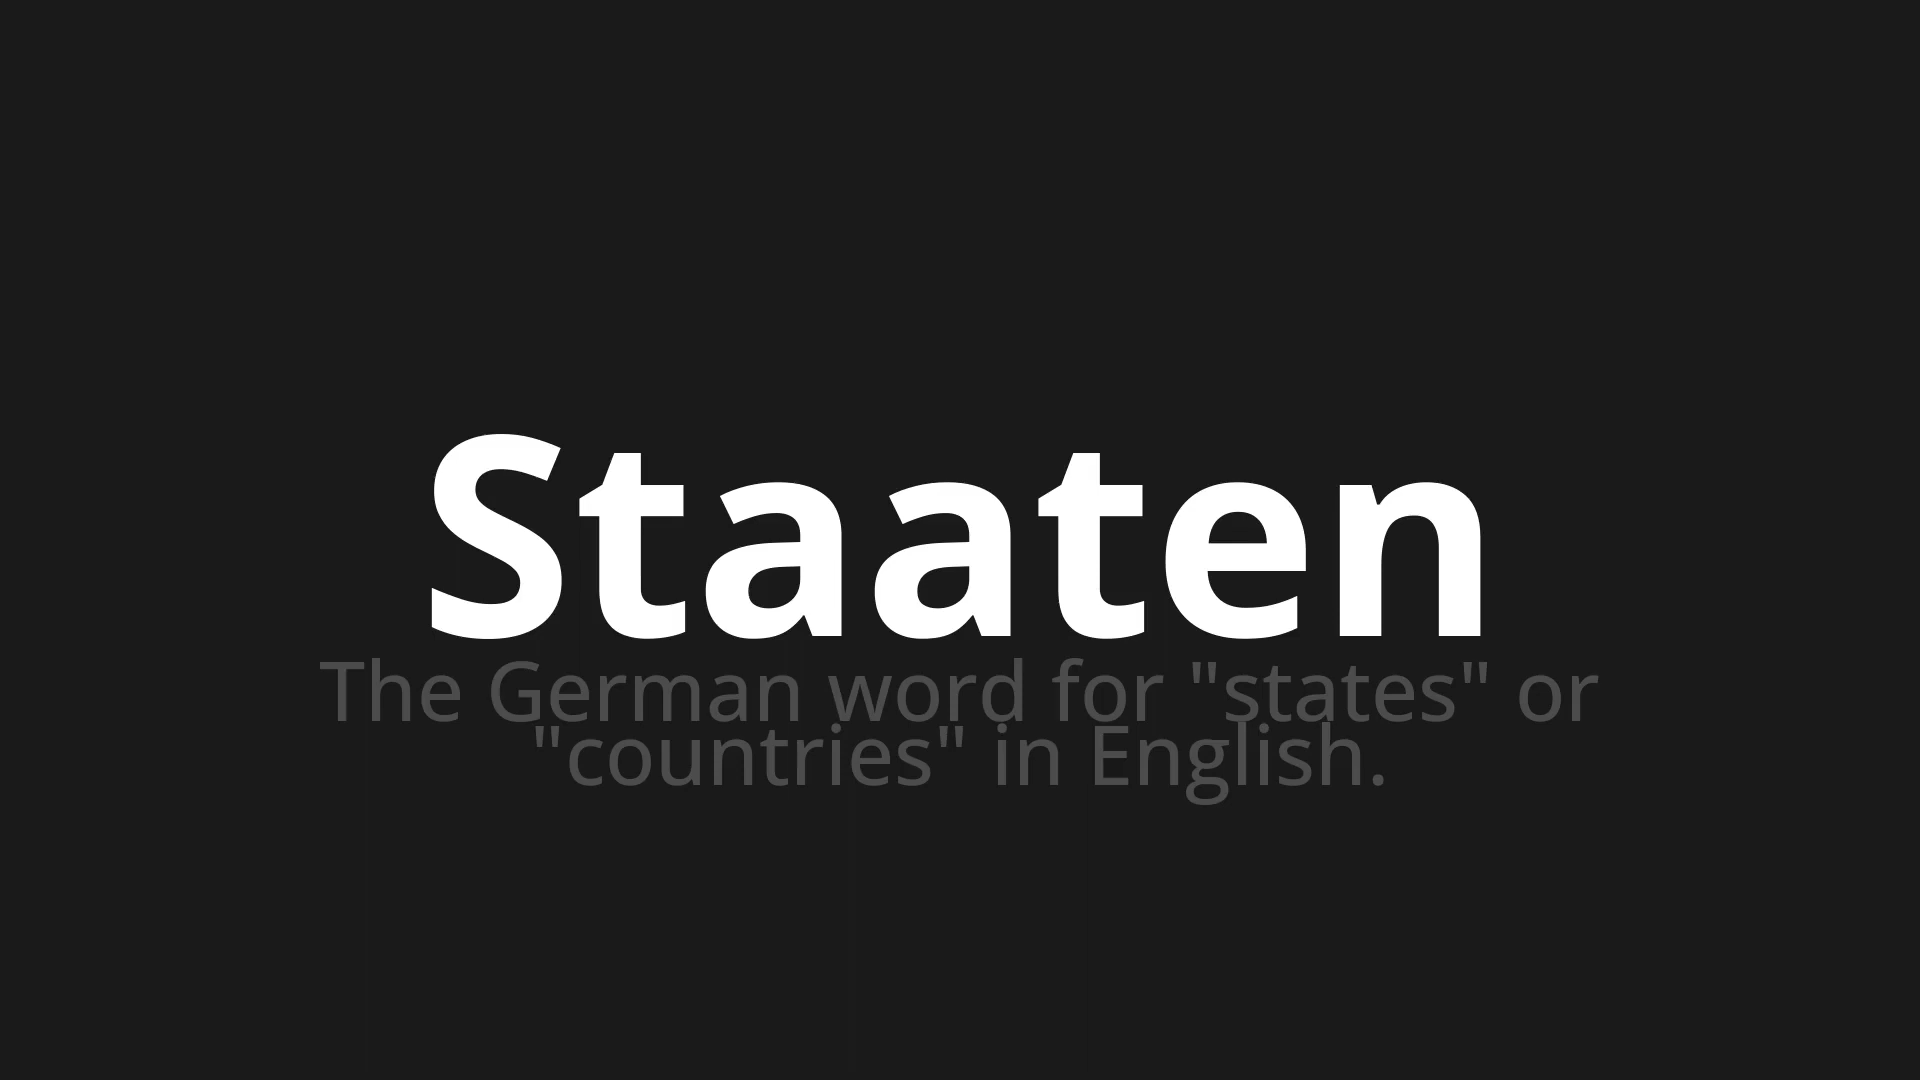 Staaten
The German word for "states" or
"countries" in English.